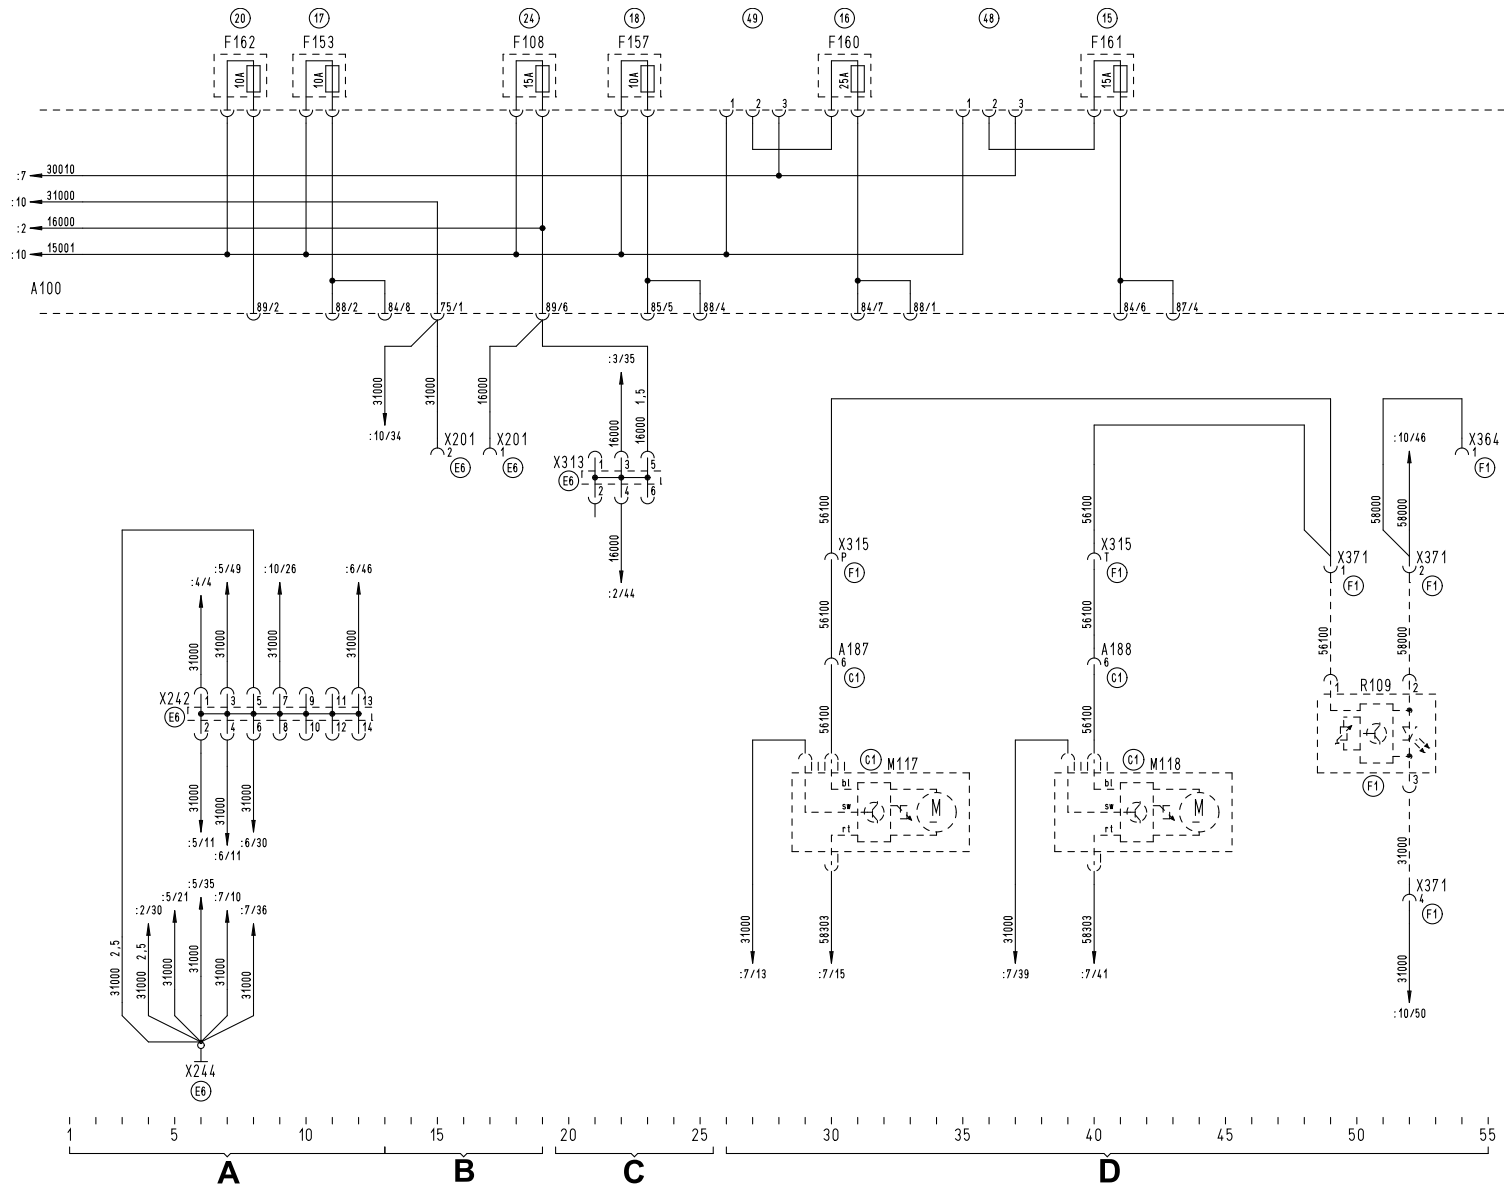 20 17 24 18 49 16 48 15
F162 F153 F108 F157 F160 F161
10A 10A 15A 10A 25A 15A
1 2 3 1 2 3
:7 30010
:10 31000
:2 16000
:10 15001
A100
89/2 88/2 84/8 75/1 89/6 85/5 88/4 84/7 88/1 84/6 87/4
:3/35
31000 31000 16000 16000 16000 1,5
:10/34 X201 X201 :10/46 X364
2 1 1
E6 E6 F1
X313 1 3 5
E6 2 4 6
56100 56100 58000 58000
16000
X315 X315 X371 X371
P T 1 2
F1 F1 F1 F1
:4/4 :5/49 :10/26 :6/46
:2/44
31000 31000 31000 31000
56100 56100 56100 58000
A187 A188
6 6
C1 C1
X242 1 3 5 7 9 11 13
E6 2 4 6 8 10 12 14
1 R109 2
56100 56100
C1 M117 C1 M118
F1 3
bl bl
sw M sw M
rt rt
31000 31000 31000
:5/11 :6/11 :6/30
31000
:5/35
:5/21 :7/10
:2/30 :7/36
X371
4
F1
31000 2,5 31000 2,5 31000 31000 31000 31000
31000 58303 31000 58303 31000
:7/13 :7/15 :7/39 :7/41
:10/50
X244
E6
1 5 10 15 20 25 30 35 40 45 50 55
A B C D